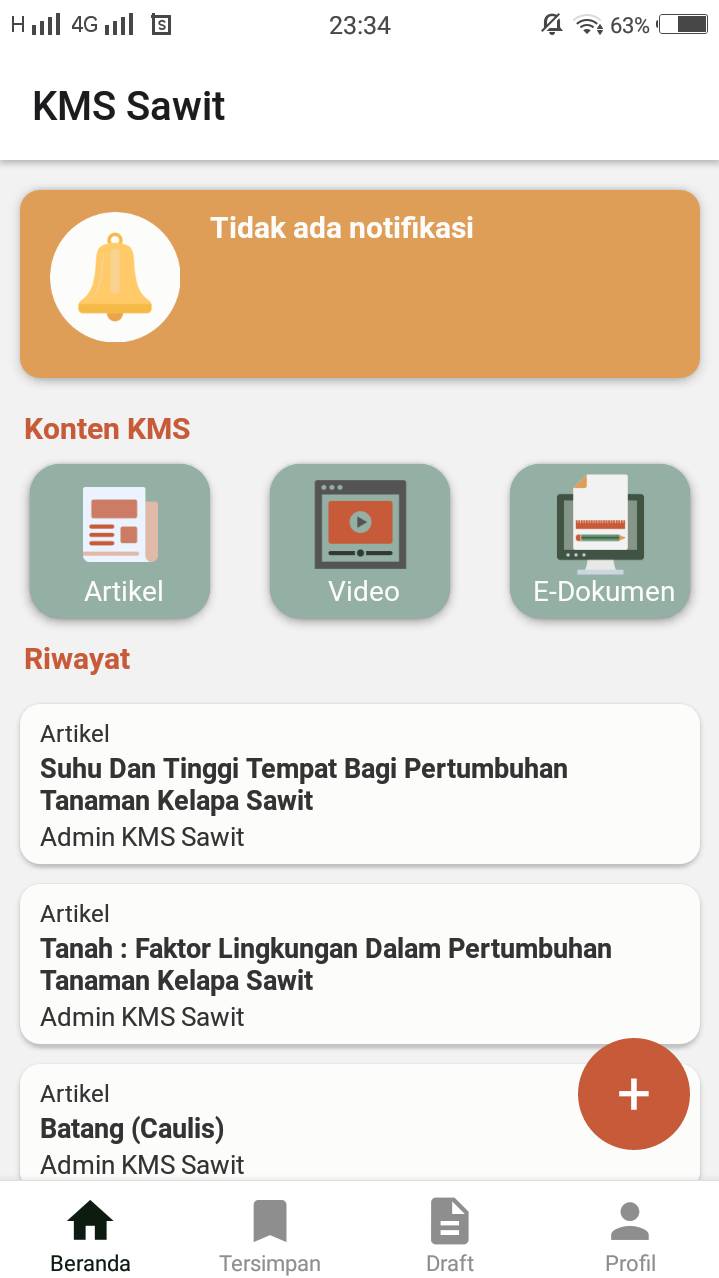 H 4G S 23:34 63%
KMS Sawit
Tidak ada notifikasi
Konten KMS
Artikel Video E-Dokumen
Riwayat
Artikel
Suhu Dan Tinggi Tempat Bagi Pertumbuhan
Tanaman Kelapa Sawit
Admin KMS Sawit
Artikel
Tanah : Faktor Lingkungan Dalam Pertumbuhan
Tanaman Kelapa Sawit
Admin KMS Sawit
Artikel
Batang (Caulis)
Admin KMS Sawit
+
Beranda Tersimpan Draft Profil